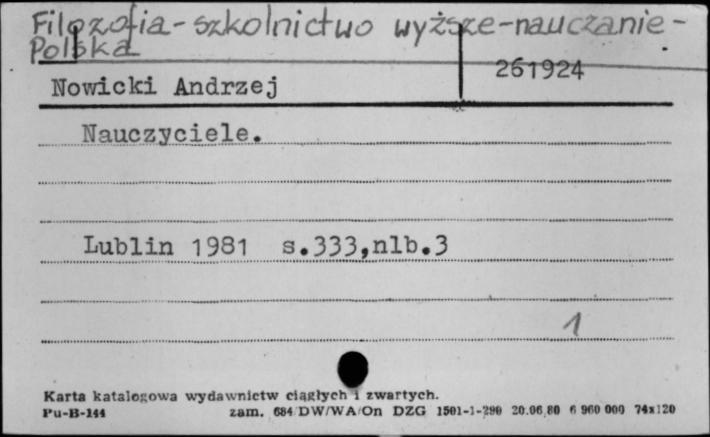 Filozofia - szkolnictwo wyższe - nauczanie -
Polska
261924
Nowicki Andrzej
Nauczyciele.
Lublin 1981 s.333,nlb.3
1
Karta katalogowa wydawnictw ciągłych i zwartych.
Pu-B-144 zam. 684/DW/WA/On DZG 1501-1-290 20.06.80 6 960 000 74x120